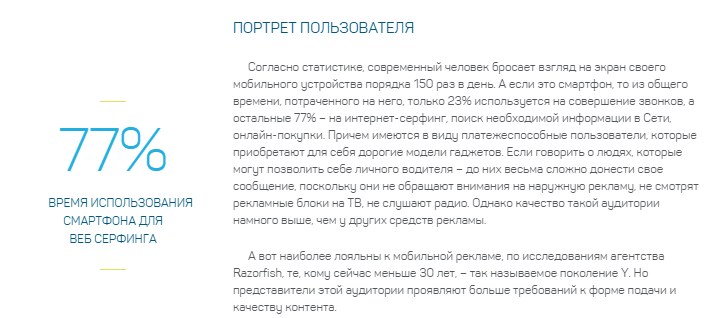 ПОРТРЕТ ПОЛЬЗОВАТЕЛЯ
Согласно статистике, современный человек бросает взгляд на экран своего
мобильного устройства порядка 150 раз в день. А если это смартфон, то из общего
времени, потраченного на него, только 23% используется на совершение звонков, а
остальные 77% – на интернет-серфинг, поиск необходимой информации в Сети,
онлайн-покупки. Причем имеются в виду платежеспособные пользователи, которые
приобретают для себя дорогие модели гаджетов. Если говорить о людях, которые
могут позволить себе личного водителя – до них весьма сложно донести свое
сообщение, поскольку они не обращают внимания на наружную рекламу, не смотрят
рекламные блоки на ТВ, не слушают радио. Однако качество такой аудитории
намного выше, чем у других средств рекламы.
А вот наиболее лояльны к мобильной рекламе, по исследованиям агентства
Razorfish, те, кому сейчас меньше 30 лет, – так называемое поколение Y. Но
представители этой аудитории проявляют больше требований к форме подачи и
качеству контента.
77%
ВРЕМЯ ИСПОЛЬЗОВАНИЯ
СМАРТФОНА ДЛЯ
ВЕБ СЕРФИНГА